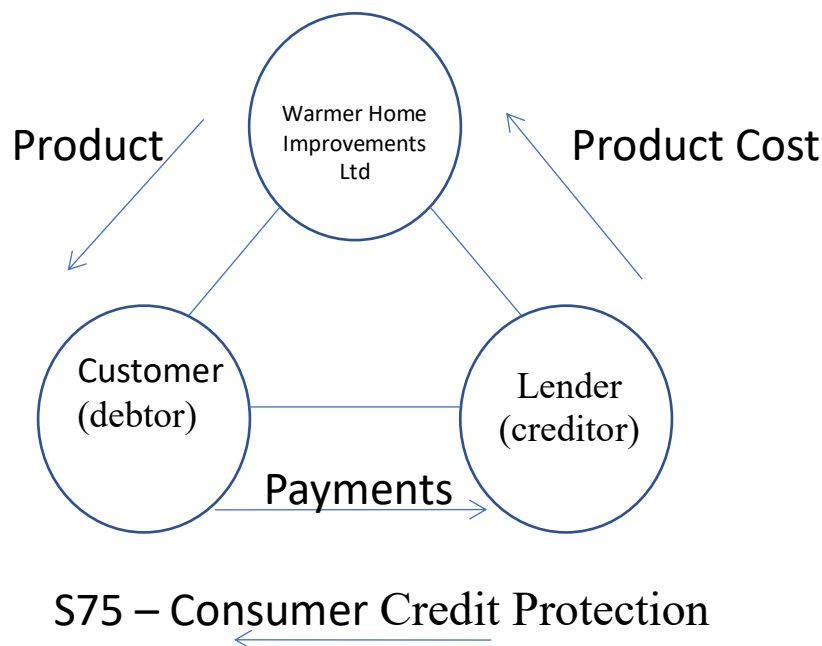 Warmer Home
Improvements
Ltd
Product
Product Cost
Customer
(debtor)
Lender
(creditor)
Payments
S75 – Consumer Credit Protection